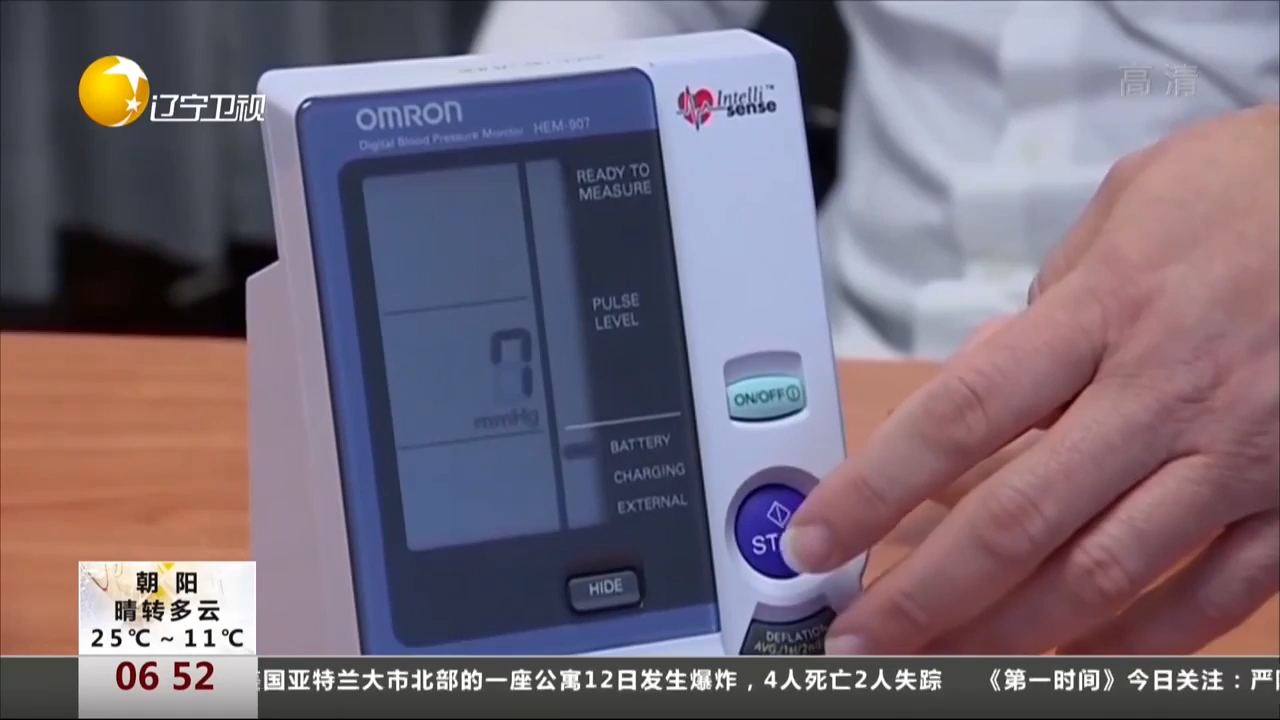 辽宁卫视
高清
OMRON
Digital Blood Pressure Monitor HEM-907
Intelli
sense™
READY TO
MEASURE
PULSE
LEVEL
7
mmHg
BATTERY
CHARGING
EXTERNAL
HIDE
ON/OFF
DEFLATION
朝阳
晴转多云
25℃~11℃
06 52
国亚特兰大市北部的一座公寓12日发生爆炸，4人死亡2人失踪 《第一时间》今日关注：严